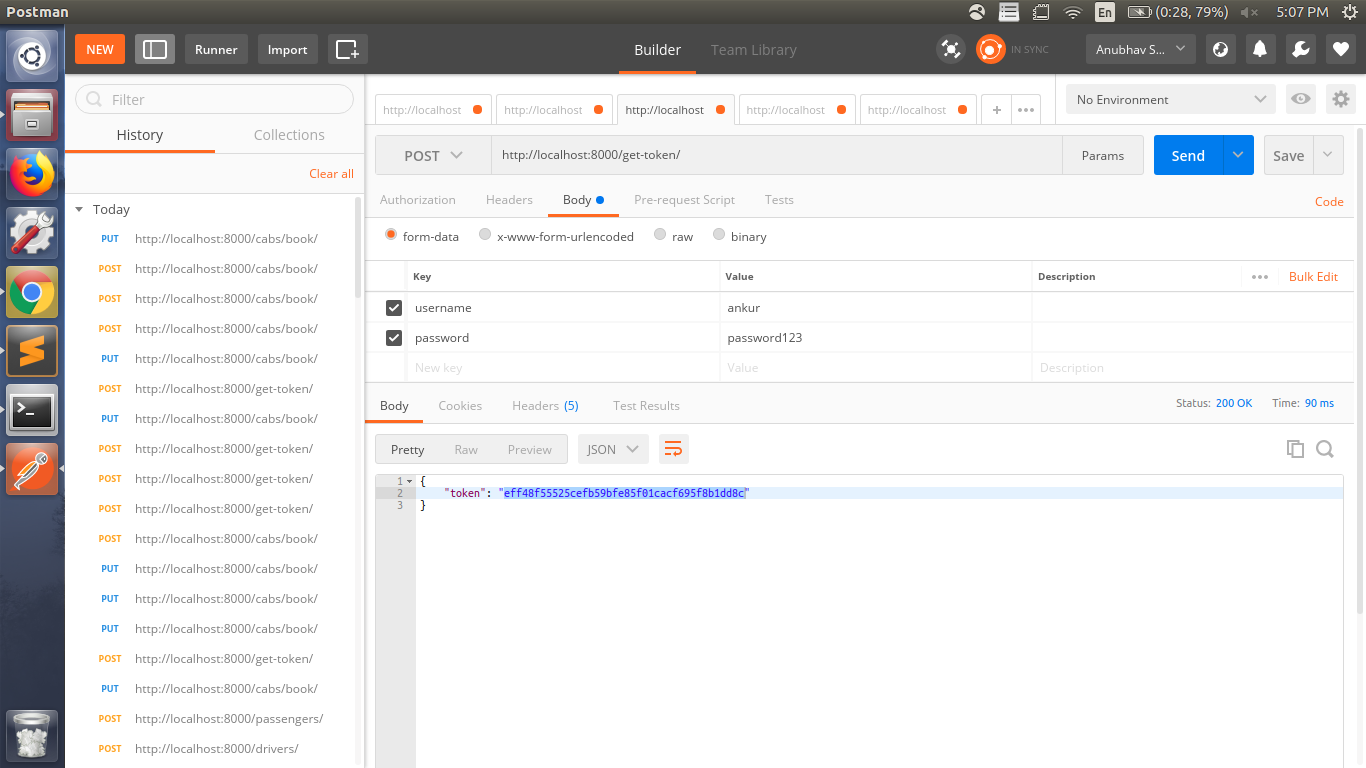 Postman
En
(0:28, 79%)
5:07 PM
NEW
Runner
Import
Builder
Team Library
IN SYNC
Anubhav S...
Filter
History
Collections
Clear all
Today
PUT http://localhost:8000/cabs/book/
POST http://localhost:8000/cabs/book/
POST http://localhost:8000/cabs/book/
POST http://localhost:8000/cabs/book/
PUT http://localhost:8000/cabs/book/
POST http://localhost:8000/get-token/
PUT http://localhost:8000/cabs/book/
POST http://localhost:8000/get-token/
POST http://localhost:8000/get-token/
POST http://localhost:8000/get-token/
POST http://localhost:8000/cabs/book/
PUT http://localhost:8000/cabs/book/
PUT http://localhost:8000/cabs/book/
PUT http://localhost:8000/cabs/book/
POST http://localhost:8000/get-token/
PUT http://localhost:8000/cabs/book/
POST http://localhost:8000/passengers/
POST http://localhost:8000/drivers/
http://localhost
http://localhost
http://localhost
http://localhost
http://localhost
+
•••
No Environment
POST
http://localhost:8000/get-token/
Params
Send
Save
Authorization
Headers
Body
Pre-request Script
Tests
Code
form-data
x-www-form-urlencoded
raw
binary
Key Value Description
••• Bulk Edit
username ankur
password password123
New key Value Description
Body
Cookies
Headers (5)
Test Results
Status: 200 OK
Time: 90 ms
Pretty
Raw
Preview
JSON
1 {
2 "token": "eff48f55525cefb59bfe85f01cacf695f8b1dd8c"
3 }